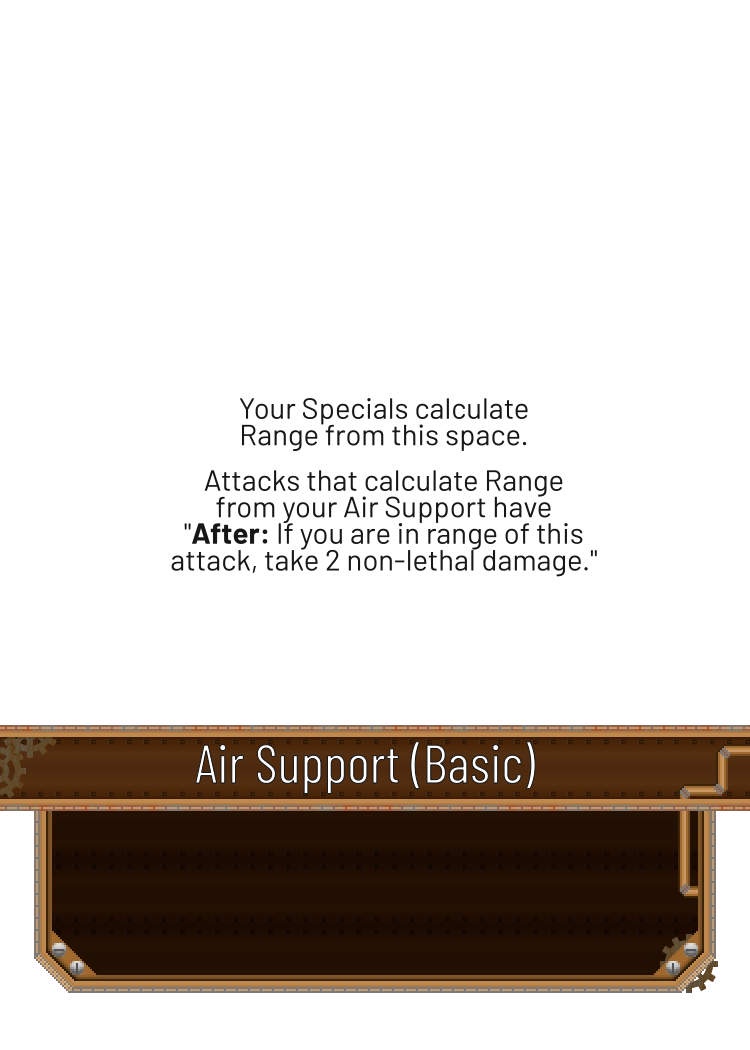 Your Specials calculate
Range from this space.
Attacks that calculate Range
from your Air Support have
"After: If you are in range of this
attack, take 2 non-lethal damage."
Air Support (Basic)